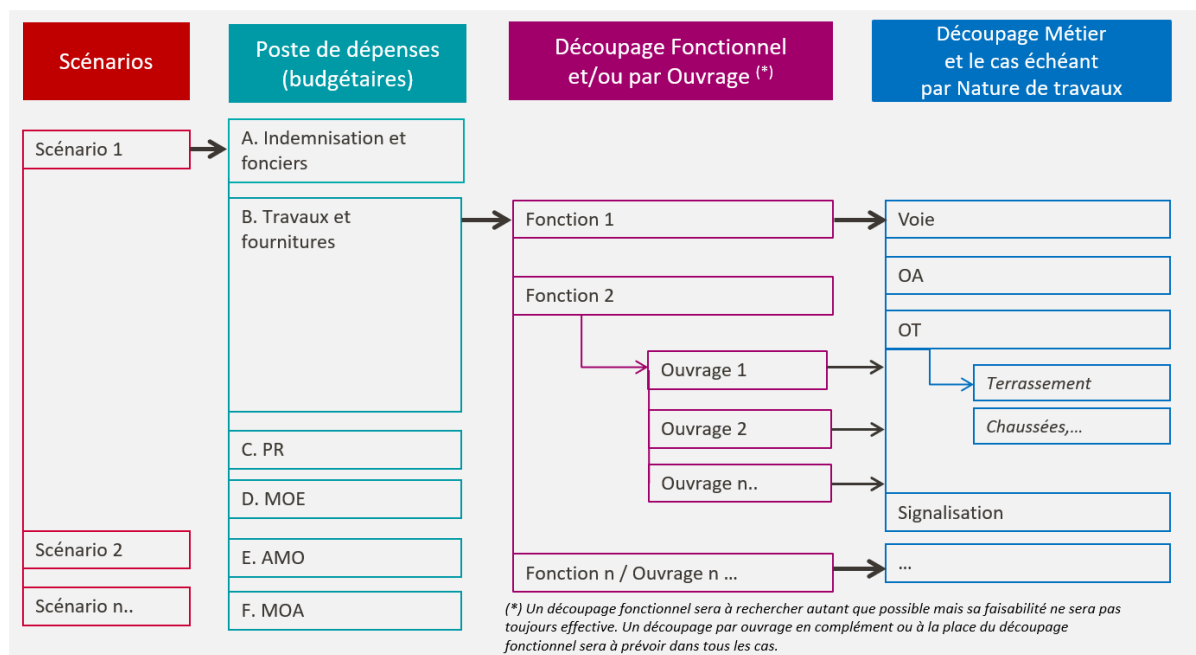 Scénarios
Poste de dépenses
(budgétaires)
Découpage Fonctionnel
et/ou par Ouvrage (*)
Découpage Métier
et le cas échéant
par Nature de travaux
Scénario 1
Scénario 2
Scénario n..
A. Indemnisation et
fonciers
B. Travaux et
fournitures
C. PR
D. MOE
E. AMO
F. MOA
Fonction 1
Fonction 2
Ouvrage 1
Ouvrage 2
Ouvrage n..
Fonction n / Ouvrage n ...
Voie
OA
OT
Terrassement
Chaussées,...
Signalisation
...
(*) Un découpage fonctionnel sera à rechercher autant que possible mais sa faisabilité ne sera pas
toujours effective. Un découpage par ouvrage en complément ou à la place du découpage
fonctionnel sera à prévoir dans tous les cas.